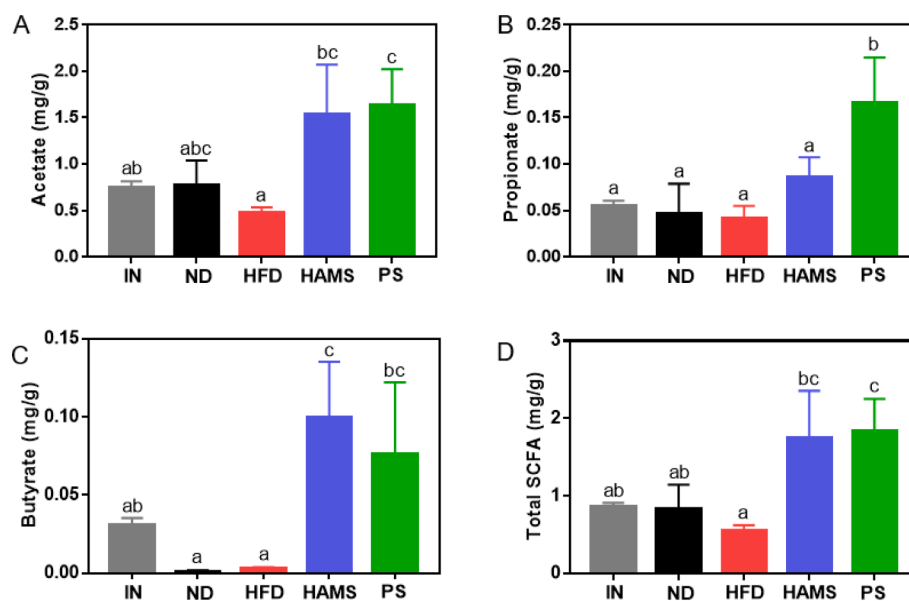 A
Acetate (mg/g)
2.5
2.0
1.5
1.0
0.5
0.0
ab
abc
a
bc
c
IN ND HFD HAMS PS
B
Propionate (mg/g)
0.20
0.15
0.10
0.05
0.00
a
a
a
a
b
IN ND HFD HAMS PS
C
Butyrate (mg/g)
0.15
0.10
0.05
0.00
ab
a
a
c
bc
IN ND HFD HAMS PS
D
Total SCFA (mg/g)
3
2
1
0
ab
ab
a
bc
c
IN ND HFD HAMS PS